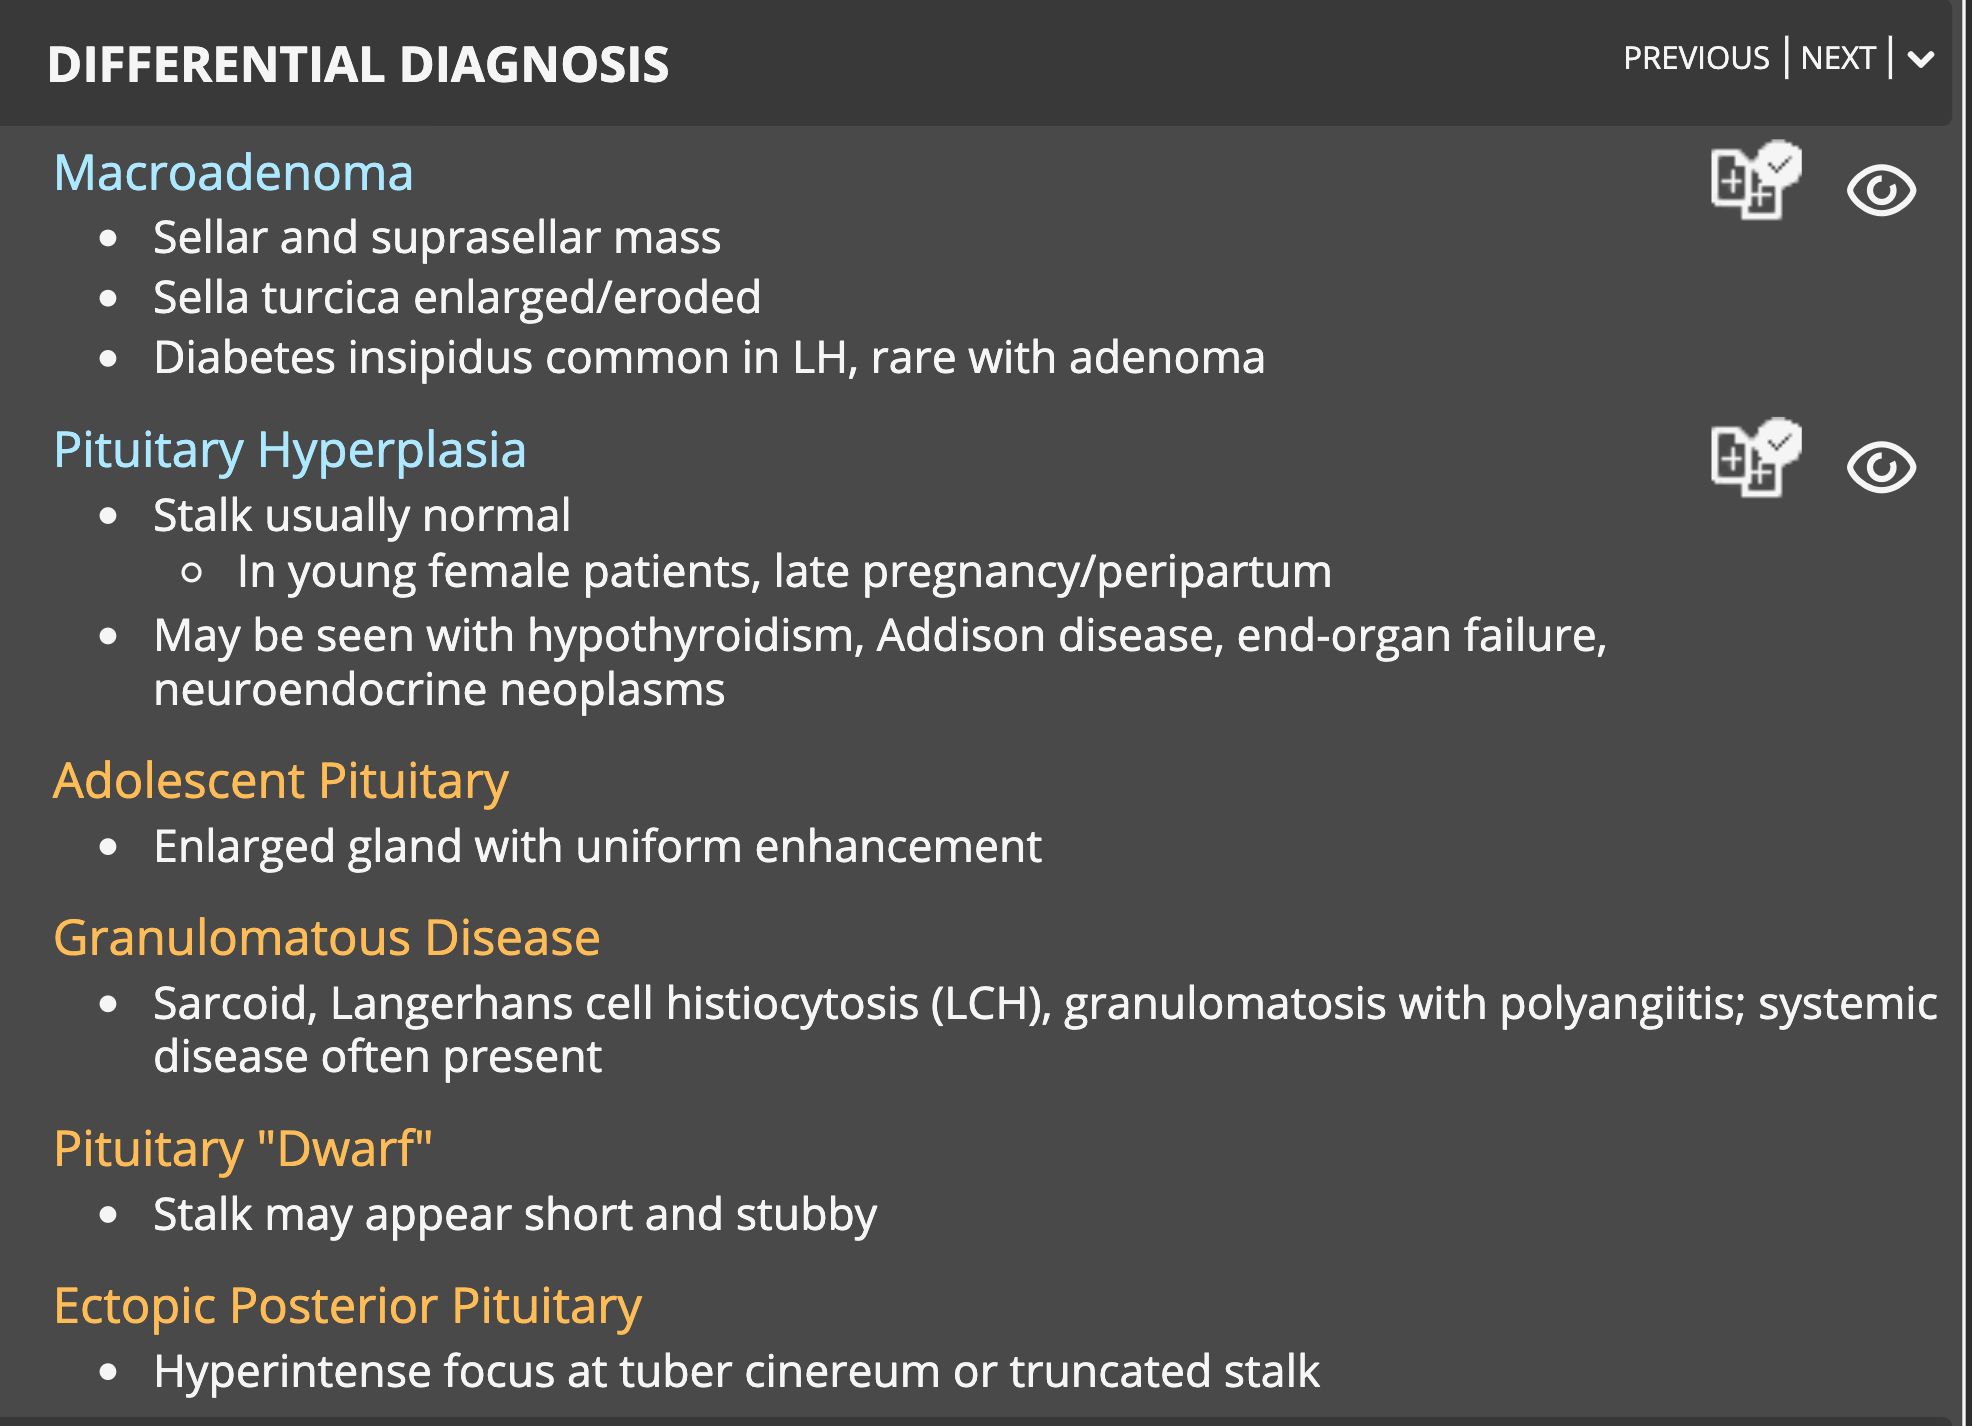 DIFFERENTIAL DIAGNOSIS
PREVIOUS | NEXT |
Macroadenoma
• Sellar and suprasellar mass
• Sella turcica enlarged/eroded
• Diabetes insipidus common in LH, rare with adenoma
Pituitary Hyperplasia
• Stalk usually normal
○ In young female patients, late pregnancy/peripartum
• May be seen with hypothyroidism, Addison disease, end-organ failure,
neuroendocrine neoplasms
Adolescent Pituitary
• Enlarged gland with uniform enhancement
Granulomatous Disease
• Sarcoid, Langerhans cell histiocytosis (LCH), granulomatosis with polyangiitis; systemic
disease often present
Pituitary "Dwarf"
• Stalk may appear short and stubby
Ectopic Posterior Pituitary
• Hyperintense focus at tuber cinereum or truncated stalk